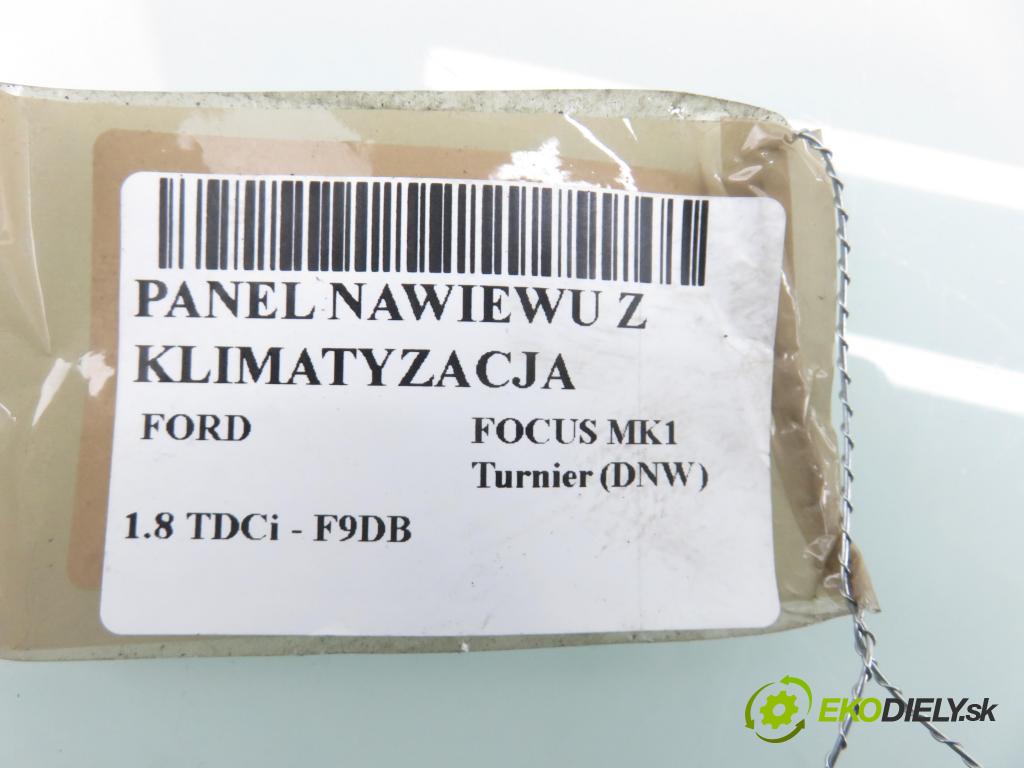 PANEL NAWIEWU Z
KLIMATYZACJA
FORD FOCUS MK1
Turnier (DNW)
1.8 TDCi - F9DB
EKODIELY.sk